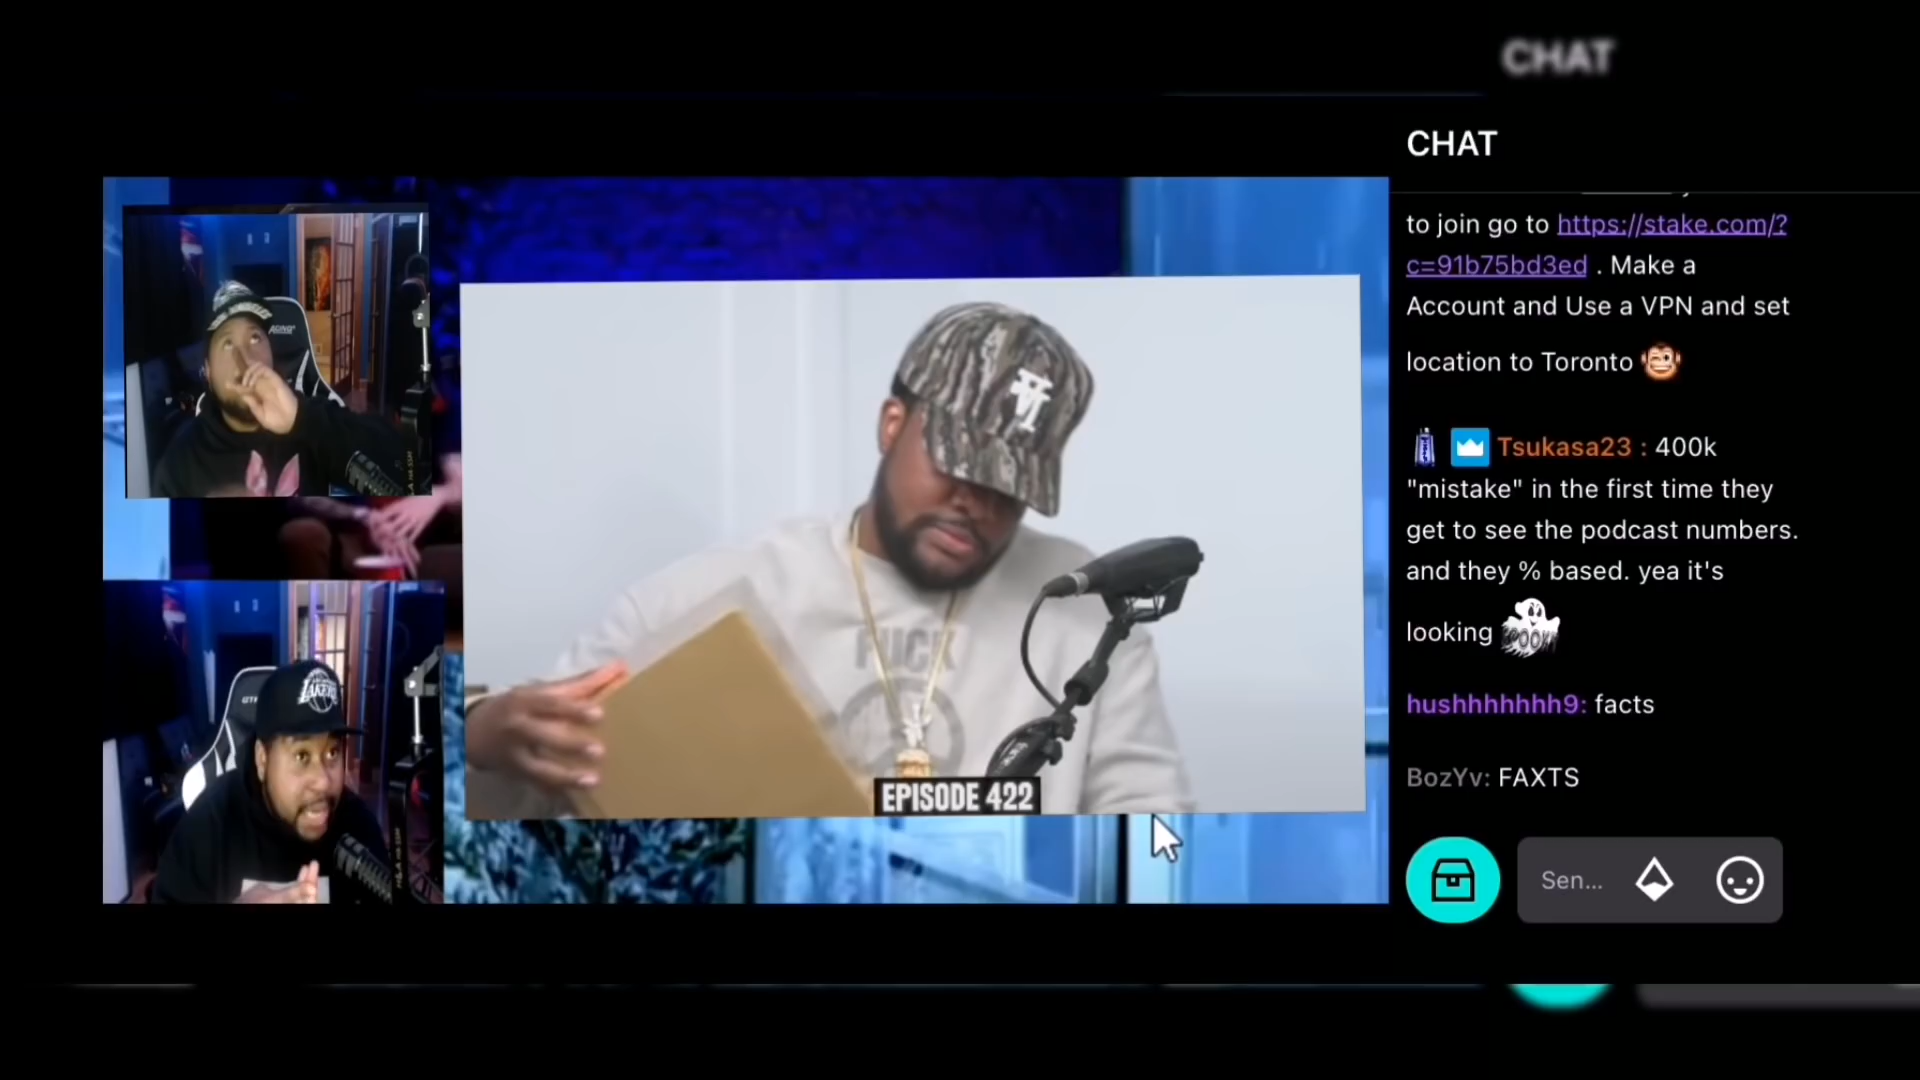 CHAT
CHAT
to join go to https://stake.com/?
c=91b75bd3ed . Make a
Account and Use a VPN and set
location to Toronto
Tsukasa23 : 400k
"mistake" in the first time they
get to see the podcast numbers.
and they % based. yea it's
looking
hushhhhhhh9: facts
BozYv: FAXTS
Sen...
FUCK
EPISODE 422
LAKERS